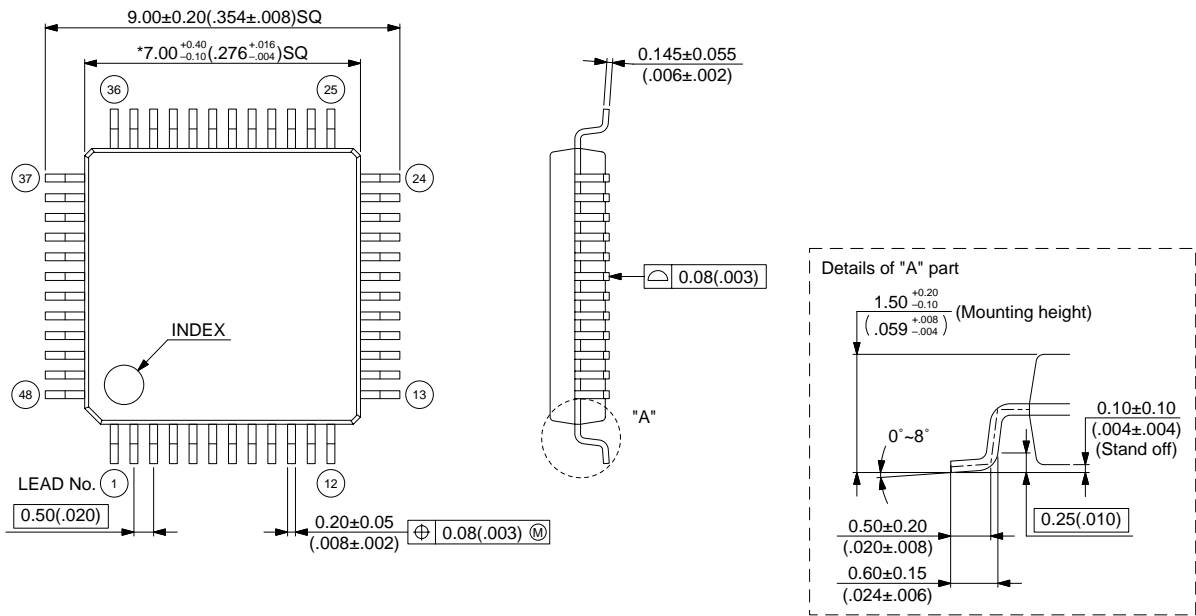 9.00±0.20(.354±.008)SQ
*7.00 +0.40 −0.10 (.276 +.016 −.004)SQ
0.145±0.055
(.006±.002)
36
25
37
24
0.08(.003)
INDEX
48
13
"A"
LEAD No. 1
12
0.50(.020)
0.20±0.05
(.008±.002)
⌖ 0.08(.003) Ⓜ
Details of "A" part
1.50 +0.20 −0.10 (Mounting height)
(.059 +.008 −.004)
0.10±0.10
(.004±.004)
(Stand off)
0°~8°
0.25(.010)
0.50±0.20
(.020±.008)
0.60±0.15
(.024±.006)